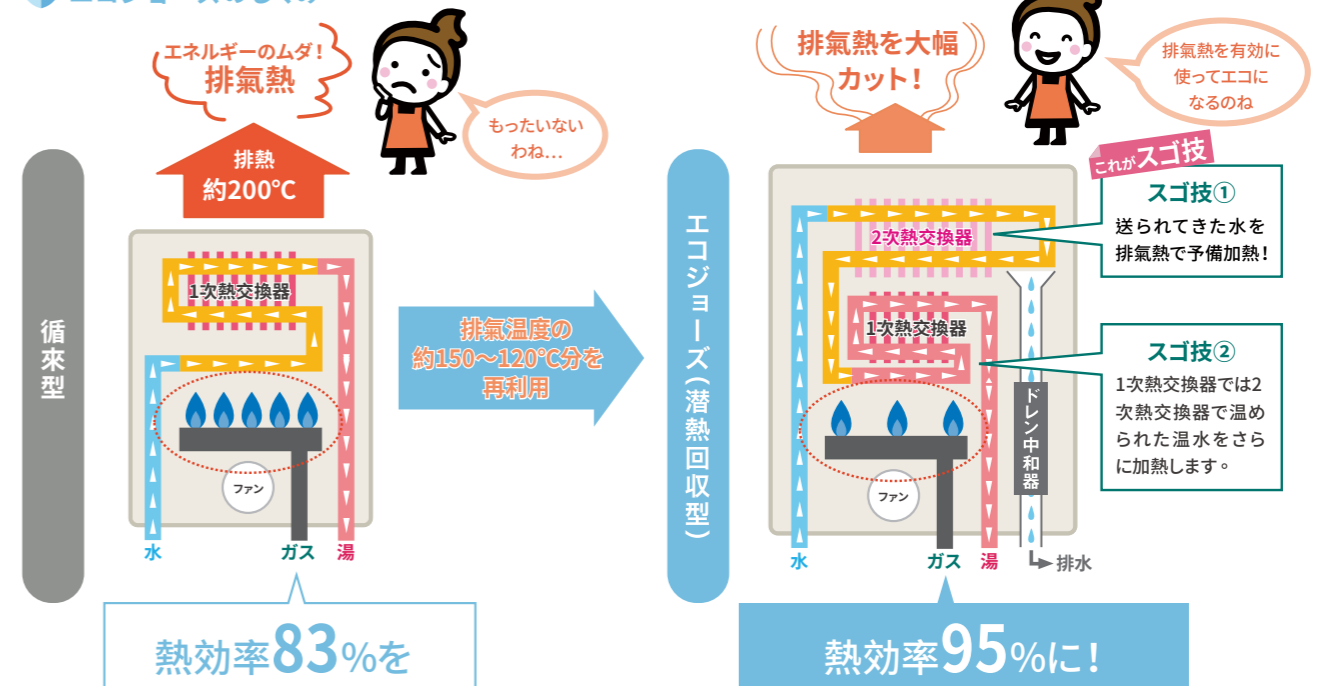 エネルギーのムダ！
排氣熱
もったいない
わね…
排熱
約200℃
循來型
1次熱交換器
ファン
水
ガス
湯
熱効率83%を
排氣温度の
約150〜120℃分を
再利用
排氣熱を大幅
カット！
排氣熱を有効に
使ってエコに
なるのね
エコジョーズ(潜熱回収型)
2次熱交換器
1次熱交換器
ファン
水
ガス
湯
ドレン中和器
排水
これがスゴ技
スゴ技①
送られてきた水を
排氣熱で予備加熱！
スゴ技②
1次熱交換器では2
次熱交換器で温め
られた温水をさら
に加熱します。
熱効率95%に！